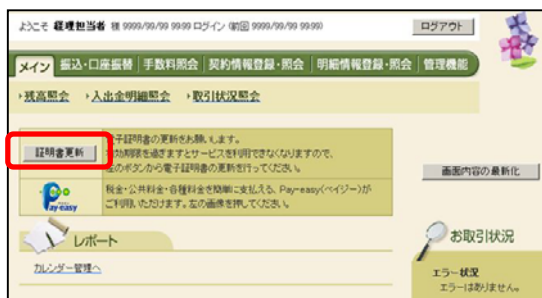 ようこそ 経理担当者 様 9999/99/99 99:99 ログイン (前回 9999/99/99 99:99)
ログアウト
メイン 振込・口座振替 手数料照会 契約情報登録・照会 明細情報登録・照会 管理機能
残高照会 入出金明細照会 取引状況照会
証明書更新
電子証明書の更新をお願いします。
有効期限を過ぎますとサービスを利用できなくなりますので、
左のボタンから電子証明書の更新を行ってください。
画面内容の最新化
Pay-easy
税金・公共料金・各種料金を簡単に支払える、Pay-easy(ペイジー)が
ご利用いただけます。左の画像を押してください。
レポート
お取引状況
カレンダー管理へ
エラー状況
エラーはありません。